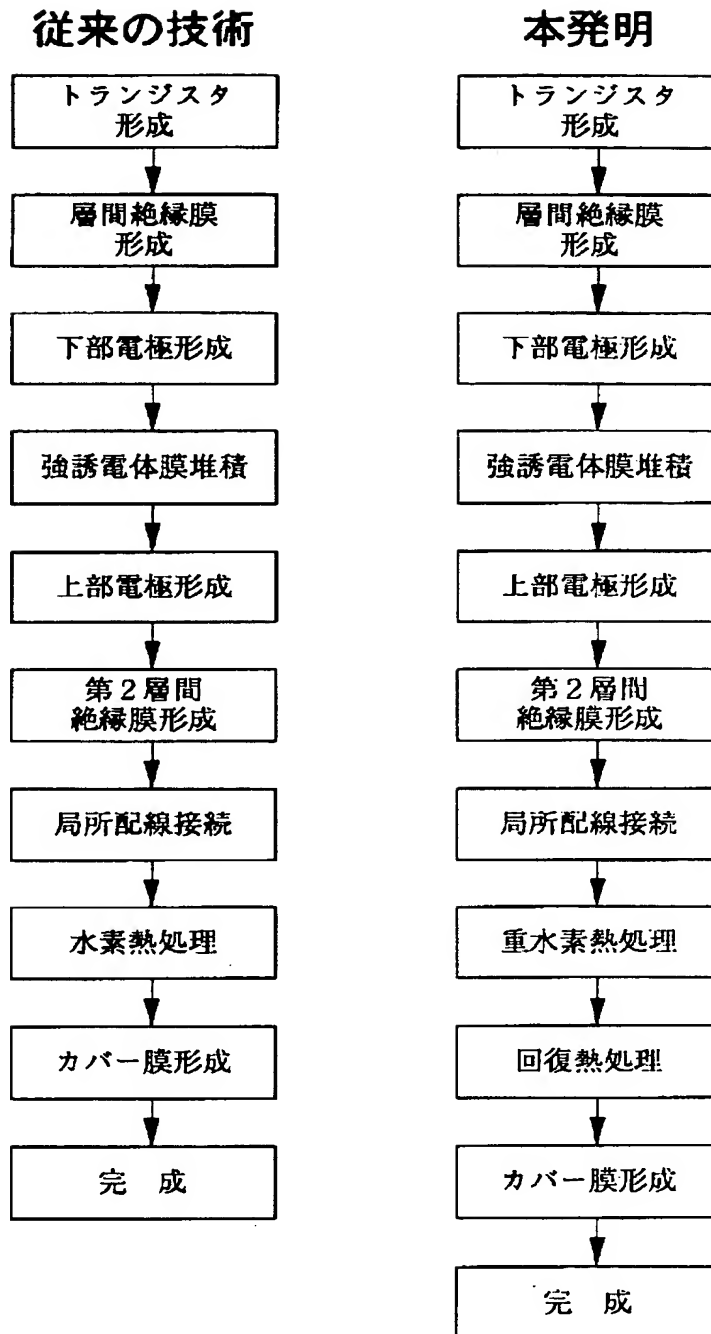 従来の技術
トランジスタ
形成
層間絶縁膜
形成
下部電極形成
強誘電体膜堆積
上部電極形成
第２層間
絶縁膜形成
局所配線接続
水素熱処理
カバー膜形成
完　成
本発明
トランジスタ
形成
層間絶縁膜
形成
下部電極形成
強誘電体膜堆積
上部電極形成
第２層間
絶縁膜形成
局所配線接続
重水素熱処理
回復熱処理
カバー膜形成
完　成